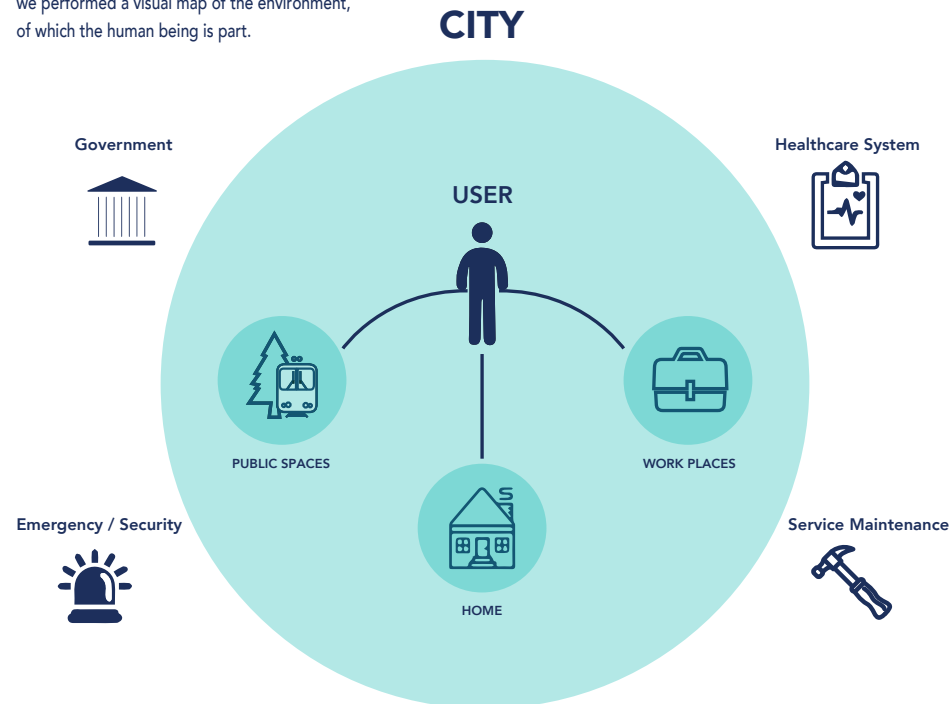 we performed a visual map of the environment,
of which the human being is part.
CITY
Government
Healthcare System
USER
PUBLIC SPACES
WORK PLACES
Emergency / Security
Service Maintenance
HOME